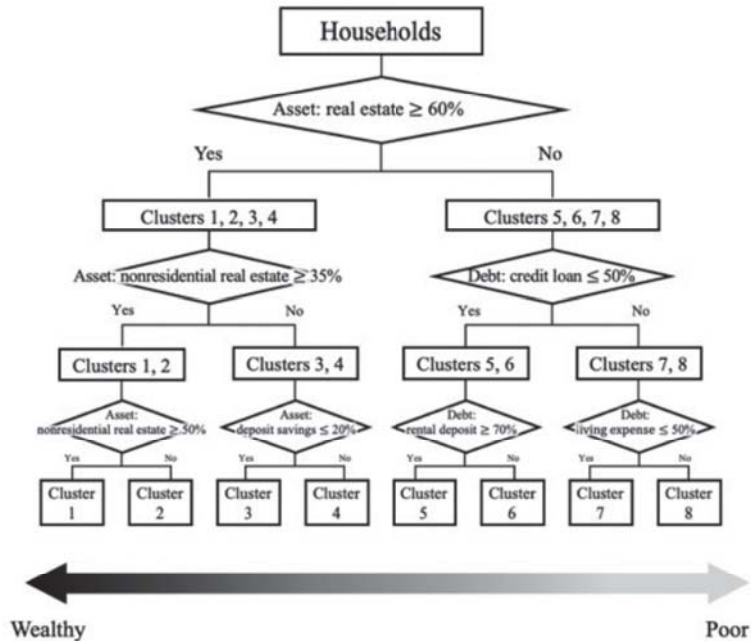 Households
Asset: real estate ≥ 60%
Yes No
Clusters 1, 2, 3, 4 Clusters 5, 6, 7, 8
Asset: nonresidential real estate ≥ 35% Debt: credit loan ≤ 50%
Yes No Yes No
Clusters 1, 2 Clusters 3, 4 Clusters 5, 6 Clusters 7, 8
Asset: Asset: Debt: Debt:
nonresidential real estate ≥ 50% deposit savings ≤ 20% rental deposit ≥ 70% living expense ≤ 50%
Yes No Yes No Yes No Yes No
Cluster Cluster Cluster Cluster Cluster Cluster Cluster Cluster
1 2 3 4 5 6 7 8
Wealthy Poor